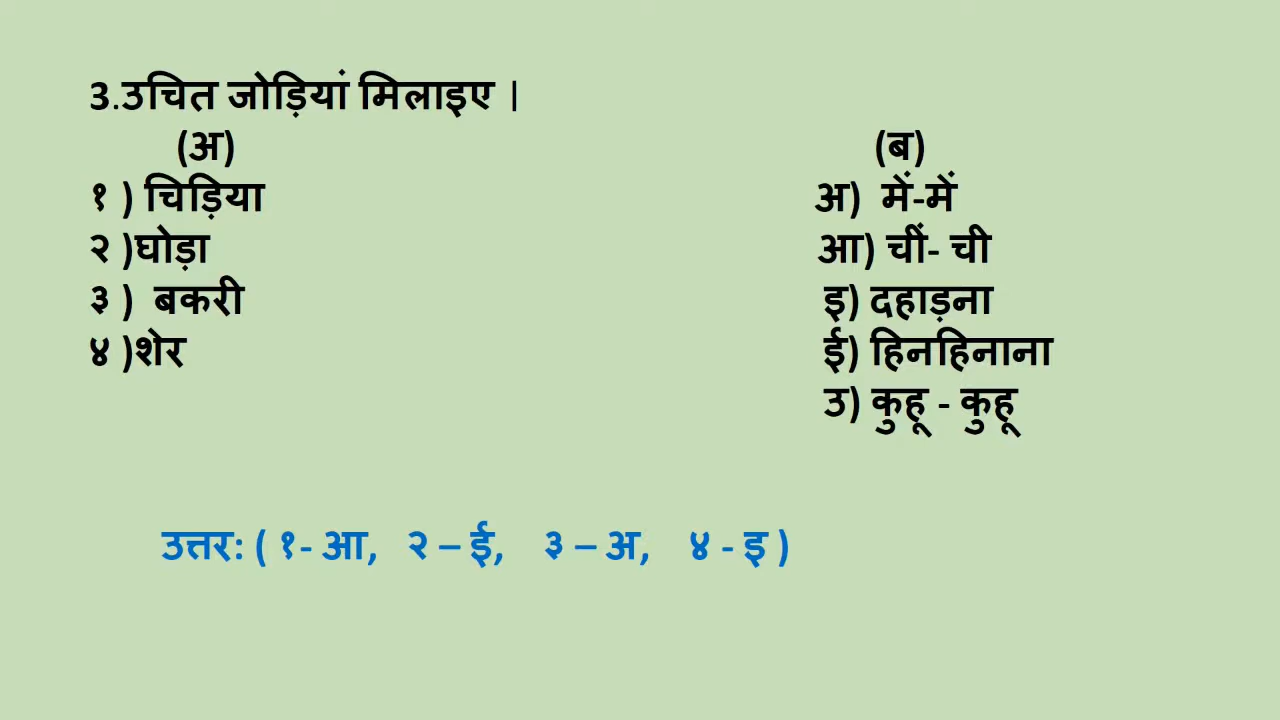 3.उचित जोड़ियां मिलाइए |
(अ) (ब)
१ ) चिड़िया अ) में-में
२ )घोड़ा आ) चीं- ची
३ ) बकरी इ) दहाड़ना
४ )शेर ई) हिनहिनाना
उ) कुहू - कुहू
उत्तर: ( १- आ, २ – ई, ३ – अ, ४ - इ )